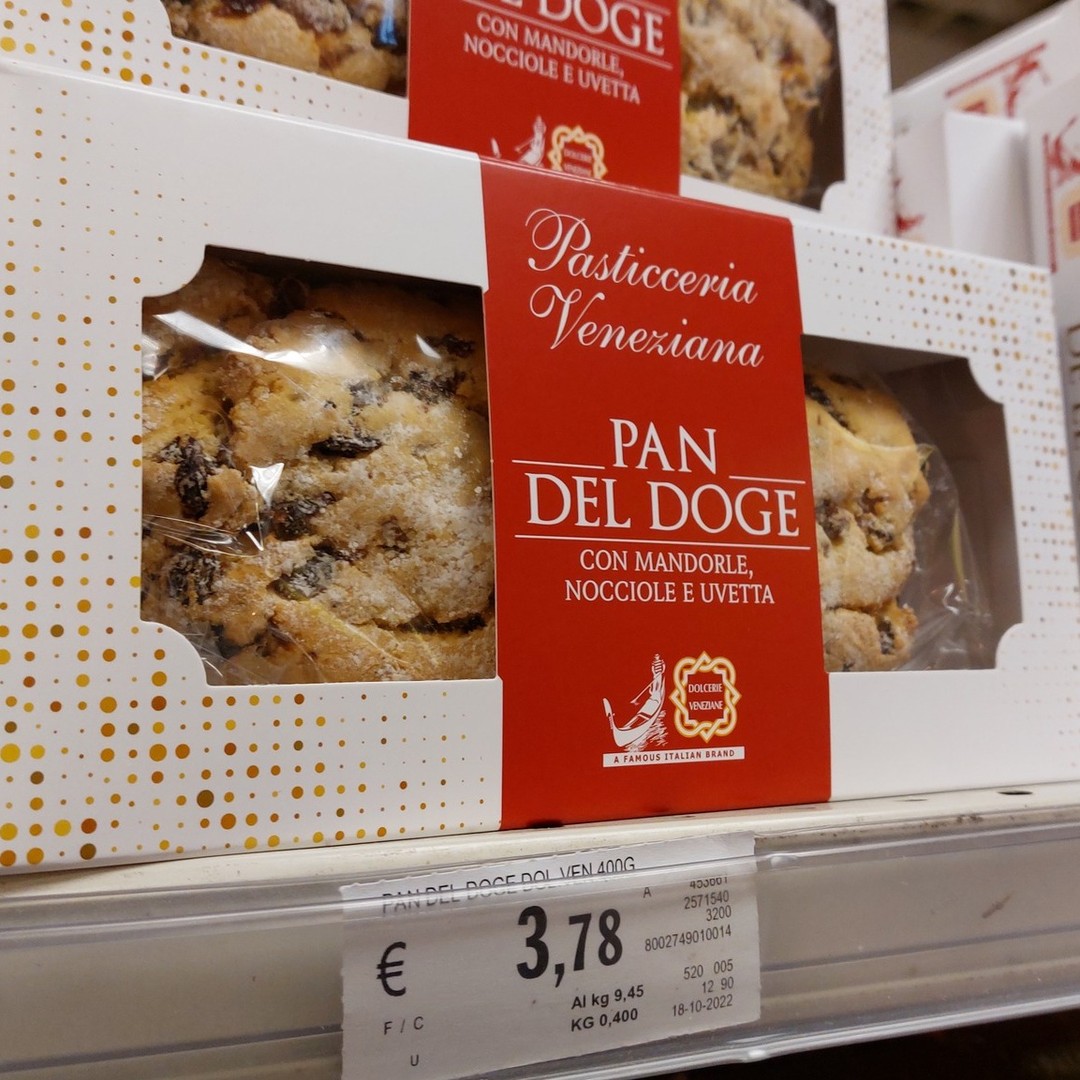 DEL DOGE
CON MANDORLE,
NOCCIOLE E UVETTA
DOLCERIE
VENEZIANE
Pasticceria
Veneziana
PAN
DEL DOGE
CON MANDORLE,
NOCCIOLE E UVETTA
DOLCERIE
VENEZIANE
A FAMOUS ITALIAN BRAND
PAN DEL DOGE DOL.VEN.400G
A 453661
2571540
3200
€ 3,78 8002749010014
520 005
Al kg 9,45 12 90
F / C KG 0,400 18-10-2022
U